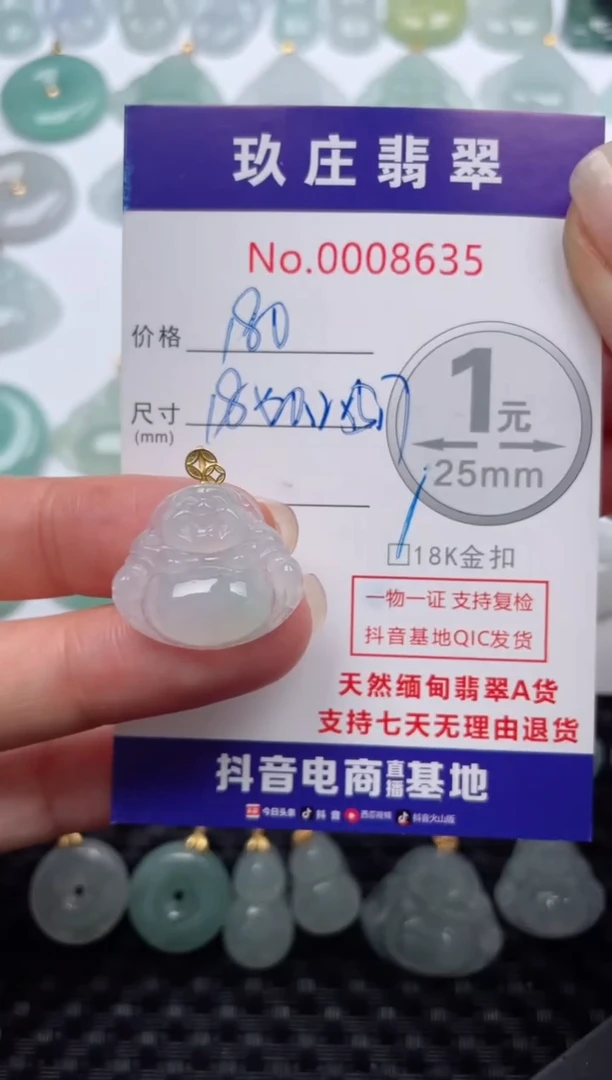 玖庄翡翠
No.0008635
价格 180
尺寸
(mm)
1元
25mm
18K金扣
一物一证 支持复检
抖音基地QIC发货
天然缅甸翡翠A货
支持七天无理由退货
抖音电商直播基地
今日头条 抖音 西瓜视频 抖音火山版